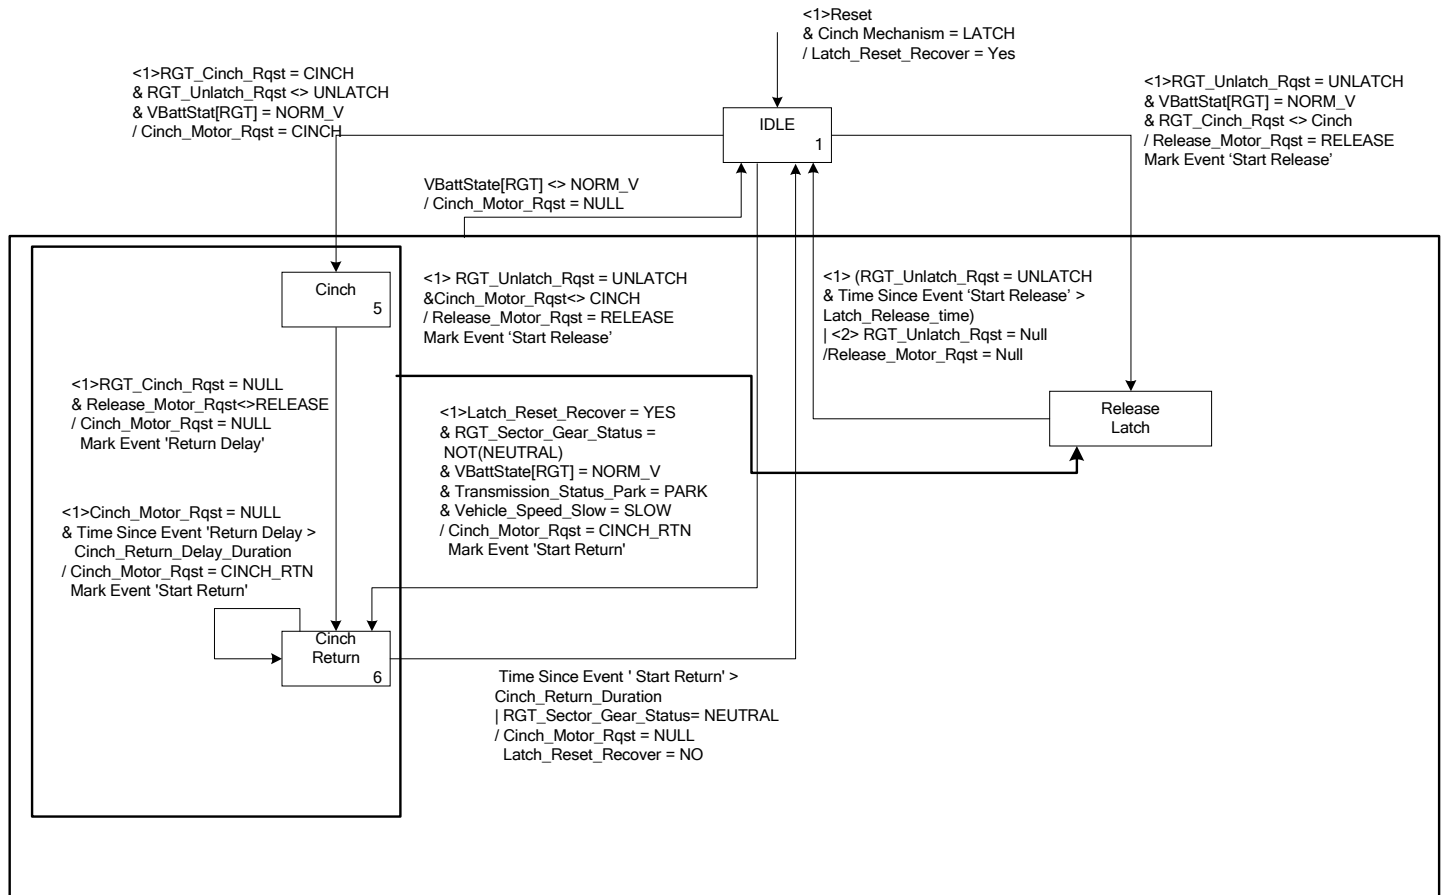 <1>Reset
& Cinch Mechanism = LATCH
/ Latch_Reset_Recover = Yes
<1>RGT_Cinch_Rqst = CINCH
& RGT_Unlatch_Rqst <> UNLATCH
& VBattStat[RGT] = NORM_V
/ Cinch_Motor_Rqst = CINCH
<1>RGT_Unlatch_Rqst = UNLATCH
& VBattStat[RGT] = NORM_V
& RGT_Cinch_Rqst <> Cinch
/ Release_Motor_Rqst = RELEASE
Mark Event ‘Start Release’
IDLE
1
VBattState[RGT] <> NORM_V
/ Cinch_Motor_Rqst = NULL
Cinch
5
<1> RGT_Unlatch_Rqst = UNLATCH
&Cinch_Motor_Rqst<> CINCH
/ Release_Motor_Rqst = RELEASE
Mark Event ‘Start Release’
<1> (RGT_Unlatch_Rqst = UNLATCH
& Time Since Event ‘Start Release’ >
Latch_Release_time)
| <2> RGT_Unlatch_Rqst = Null
/Release_Motor_Rqst = Null
<1>RGT_Cinch_Rqst = NULL
& Release_Motor_Rqst<>RELEASE
/ Cinch_Motor_Rqst = NULL
Mark Event 'Return Delay'
<1>Latch_Reset_Recover = YES
& RGT_Sector_Gear_Status =
NOT(NEUTRAL)
& VBattState[RGT] = NORM_V
& Transmission_Status_Park = PARK
& Vehicle_Speed_Slow = SLOW
/ Cinch_Motor_Rqst = CINCH_RTN
Mark Event 'Start Return'
Release
Latch
<1>Cinch_Motor_Rqst = NULL
& Time Since Event 'Return Delay >
Cinch_Return_Delay_Duration
/ Cinch_Motor_Rqst = CINCH_RTN
Mark Event 'Start Return'
Cinch
Return
6
Time Since Event ' Start Return' >
Cinch_Return_Duration
| RGT_Sector_Gear_Status= NEUTRAL
/ Cinch_Motor_Rqst = NULL
Latch_Reset_Recover = NO